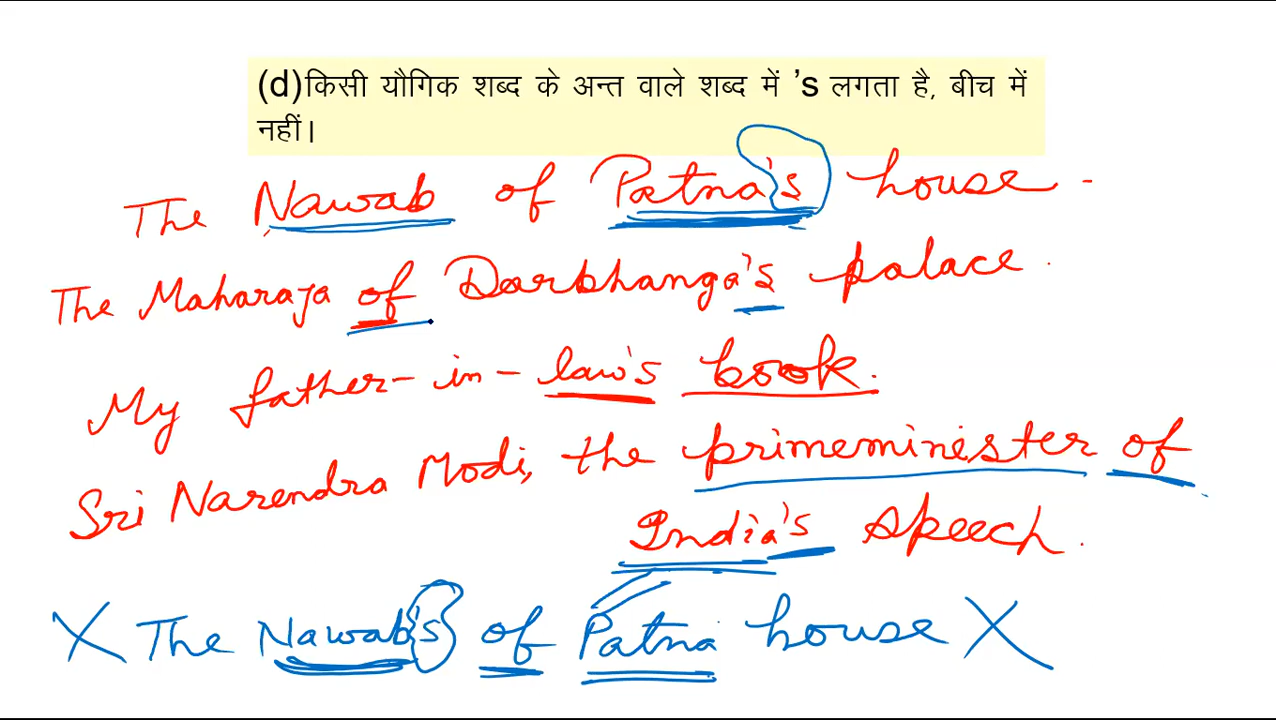 (d)किसी यौगिक शब्द के अन्त वाले शब्द में ’s लगता है, बीच में
नहीं।
The Nawab of Patna's house.
The Maharaja of Darbhanga's palace.
My father-in-law's book.
Sri Narendra Modi, the primeminister of
India's speech.
X The Nawab's of Patna house X